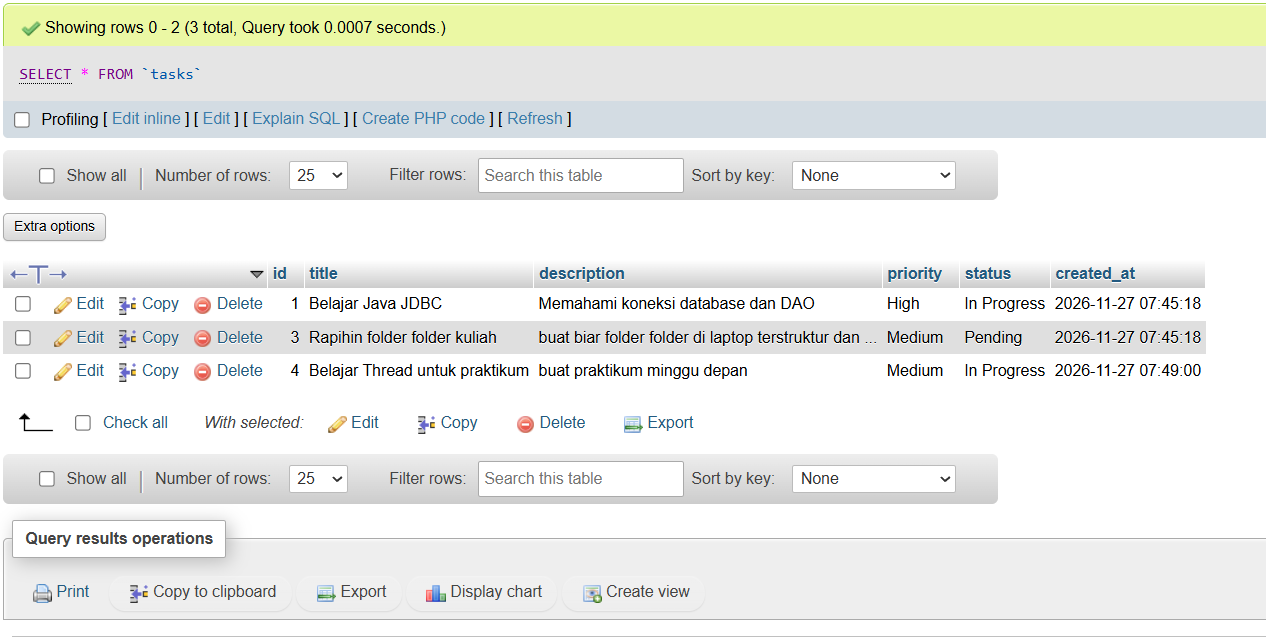 Showing rows 0 - 2 (3 total, Query took 0.0007 seconds.)
SELECT * FROM `tasks`
Profiling [ Edit inline ] [ Edit ] [ Explain SQL ] [ Create PHP code ] [ Refresh ]
Show all Number of rows: 25 Filter rows: Search this table Sort by key: None
Extra options
id title description priority status created_at
Edit Copy Delete 1 Belajar Java JDBC Memahami koneksi database dan DAO High In Progress 2026-11-27 07:45:18
Edit Copy Delete 3 Rapihin folder folder kuliah buat biar folder folder di laptop terstruktur dan ... Medium Pending 2026-11-27 07:45:18
Edit Copy Delete 4 Belajar Thread untuk praktikum buat praktikum minggu depan Medium In Progress 2026-11-27 07:49:00
Check all With selected: Edit Copy Delete Export
Show all Number of rows: 25 Filter rows: Search this table Sort by key: None
Query results operations
Print Copy to clipboard Export Display chart Create view